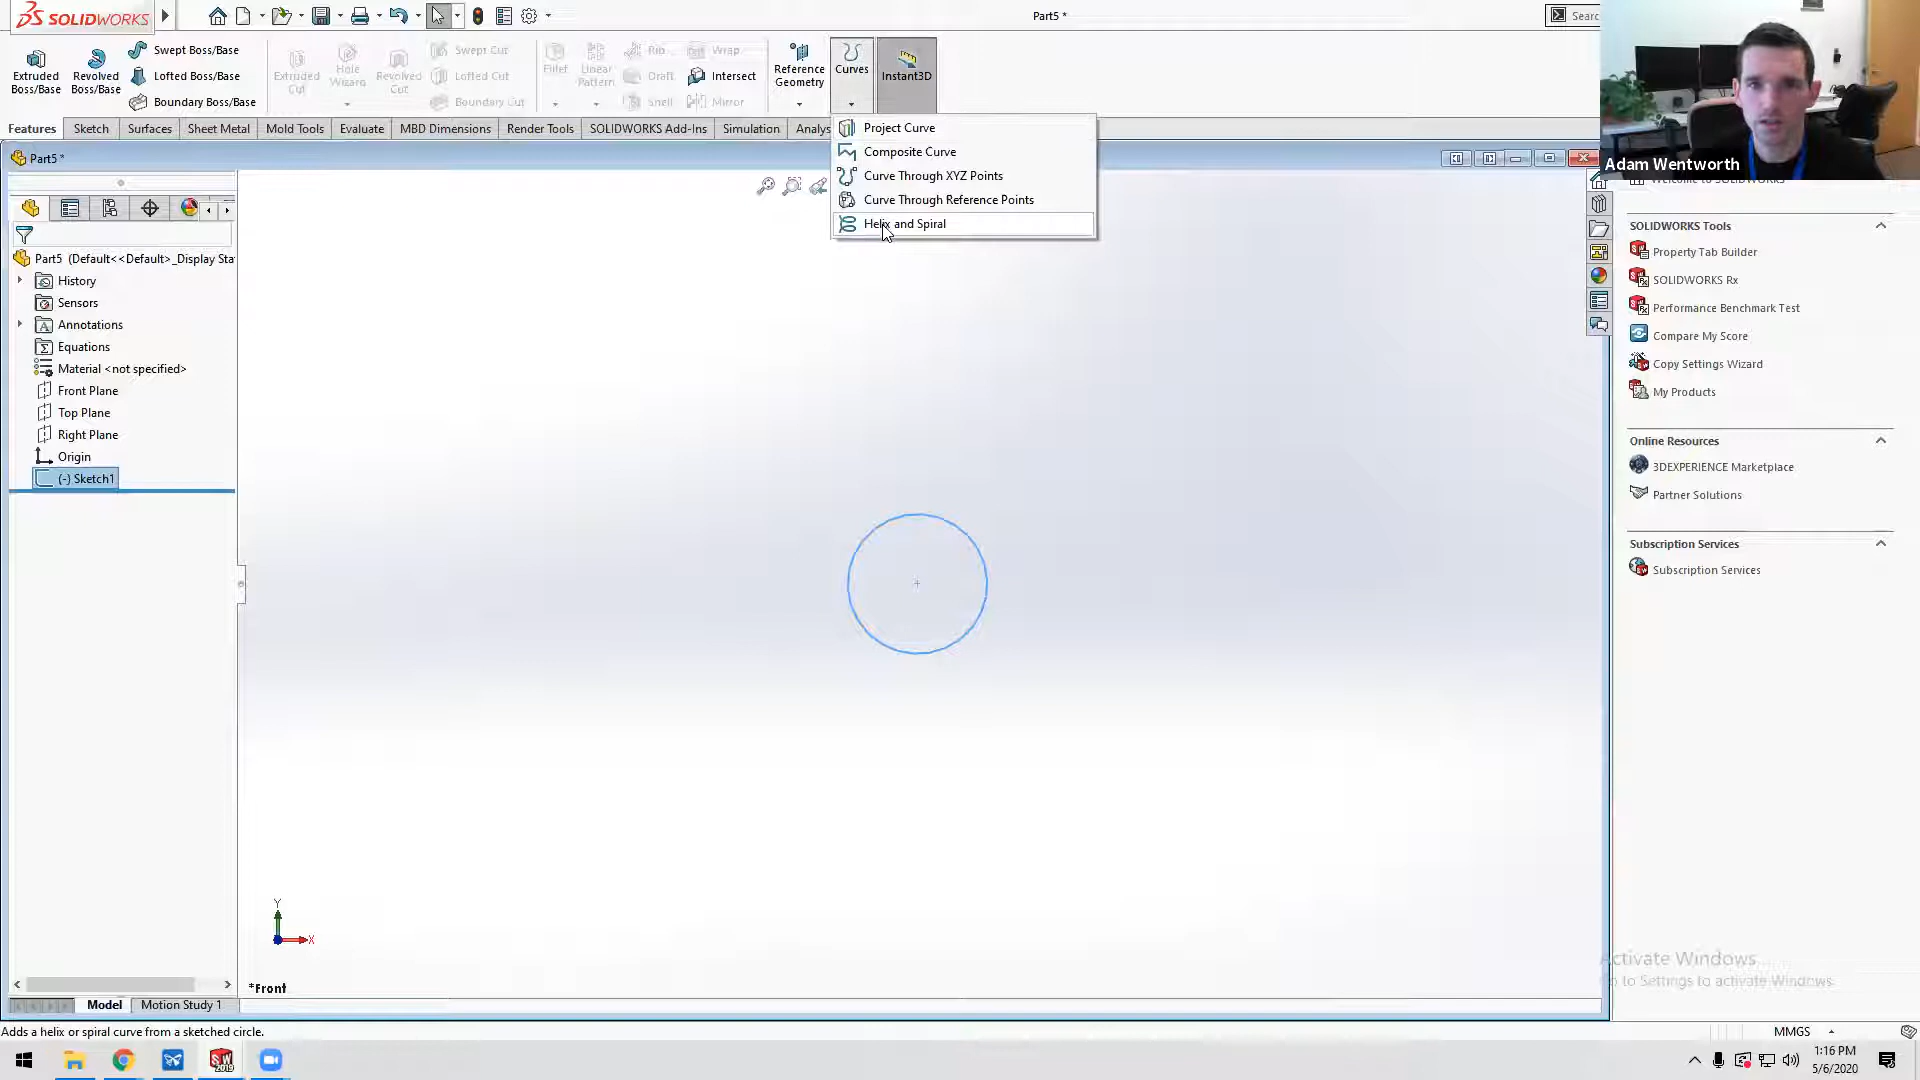 SOLIDWORKS
Part5 *
Searc
Extruded Boss/Base
Revolved Boss/Base
Swept Boss/Base
Lofted Boss/Base
Boundary Boss/Base
Extruded Cut
Hole Wizard
Revolved Cut
Swept Cut
Lofted Cut
Boundary Cut
Fillet
Linear Pattern
Rib
Draft
Shell
Wrap
Intersect
Mirror
Reference Geometry
Curves
Instant3D
Features Sketch Surfaces Sheet Metal Mold Tools Evaluate MBD Dimensions Render Tools SOLIDWORKS Add-Ins Simulation Analys
Project Curve
Composite Curve
Curve Through XYZ Points
Curve Through Reference Points
Helix and Spiral
Adam Wentworth
Part5 *
Part5 (Default<<Default>_Display Sta
History
Sensors
Annotations
Equations
Material <not specified>
Front Plane
Top Plane
Right Plane
Origin
(-) Sketch1
Y
X
*Front
Welcome to SOLIDWORKS
SOLIDWORKS Tools
Property Tab Builder
SOLIDWORKS Rx
Performance Benchmark Test
Compare My Score
Copy Settings Wizard
My Products
Online Resources
3DEXPERIENCE Marketplace
Partner Solutions
Subscription Services
Subscription Services
Activate Windows
Go to Settings to activate Windows.
Model Motion Study 1
Adds a helix or spiral curve from a sketched circle.
MMGS
SW
2019
1:16 PM
5/6/2020